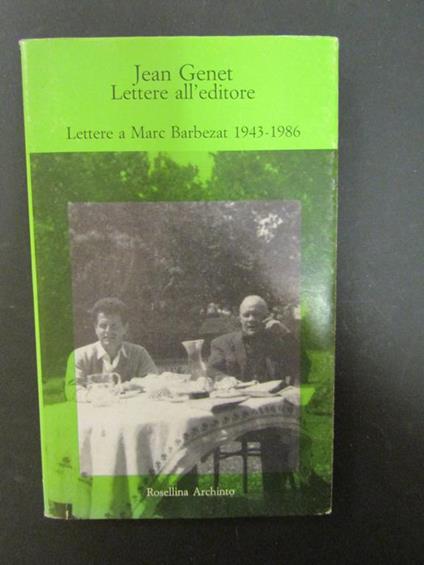 Jean Genet
Lettere all'editore
Lettere a Marc Barbezat 1943-1986
Rosellina Archinto